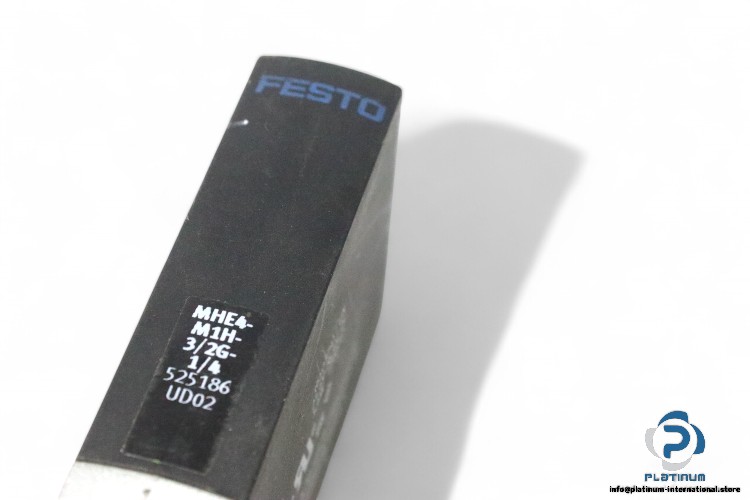 FESTO
MHE4-
M1H-
3/2G-
1/4
525186
UD02
PLATINUM
info@platinum-international.store